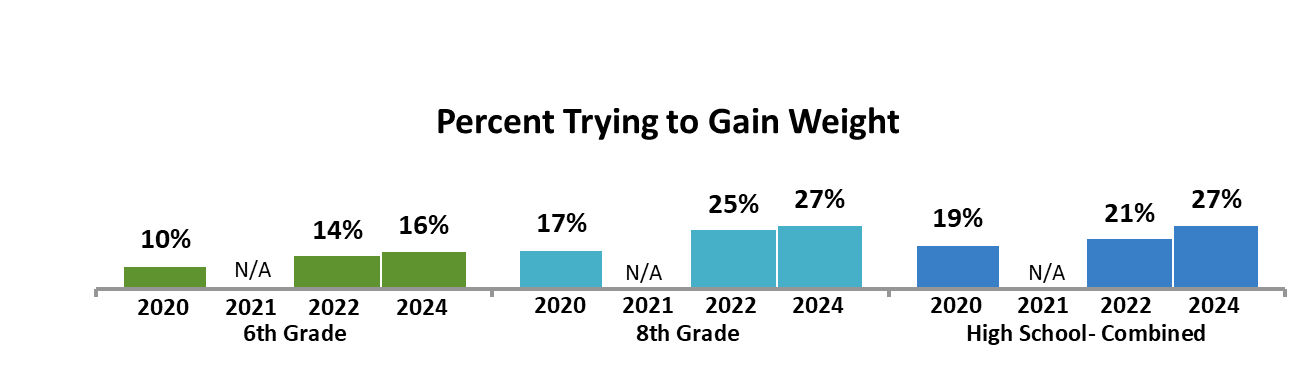 Percent Trying to Gain Weight
10% N/A 14% 16% 17% N/A 25% 27% 19% N/A 21% 27%
2020 2021 2022 2024 2020 2021 2022 2024 2020 2021 2022 2024
6th Grade 8th Grade High School- Combined